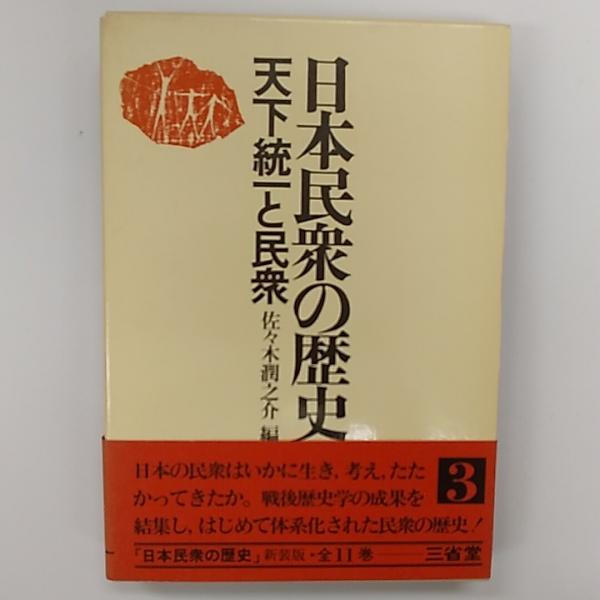 日本民衆の歴史
天下統一と民衆
佐々木潤之介 編
日本の民衆はいかに生き,考え,たた
かってきたか。戦後歴史学の成果を
結集し,はじめて体系化された民衆の歴史!
3
「日本民衆の歴史」新装版・全11巻―――三省堂